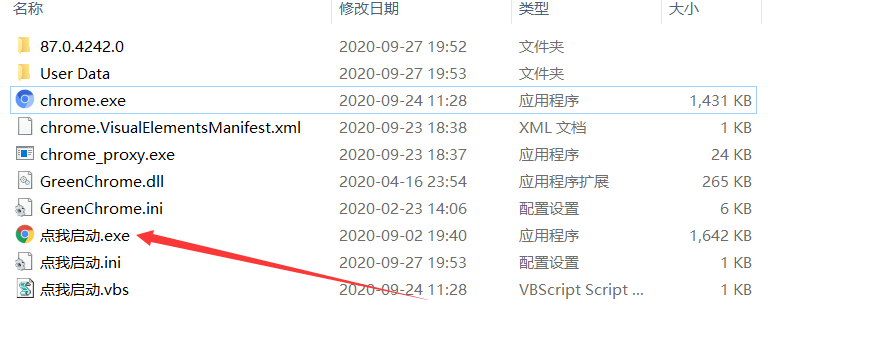 名称 修改日期 类型 大小
87.0.4242.0 2020-09-27 19:52 文件夹
User Data 2020-09-27 19:53 文件夹
chrome.exe 2020-09-24 11:28 应用程序 1,431 KB
chrome.VisualElementsManifest.xml 2020-09-23 18:38 XML 文档 1 KB
chrome_proxy.exe 2020-09-23 18:37 应用程序 24 KB
GreenChrome.dll 2020-04-16 23:54 应用程序扩展 265 KB
GreenChrome.ini 2020-02-23 14:06 配置设置 6 KB
点我启动.exe 2020-09-02 19:40 应用程序 1,642 KB
点我启动.ini 2020-09-27 19:53 配置设置 1 KB
点我启动.vbs 2020-09-24 11:28 VBScript Script ... 1 KB